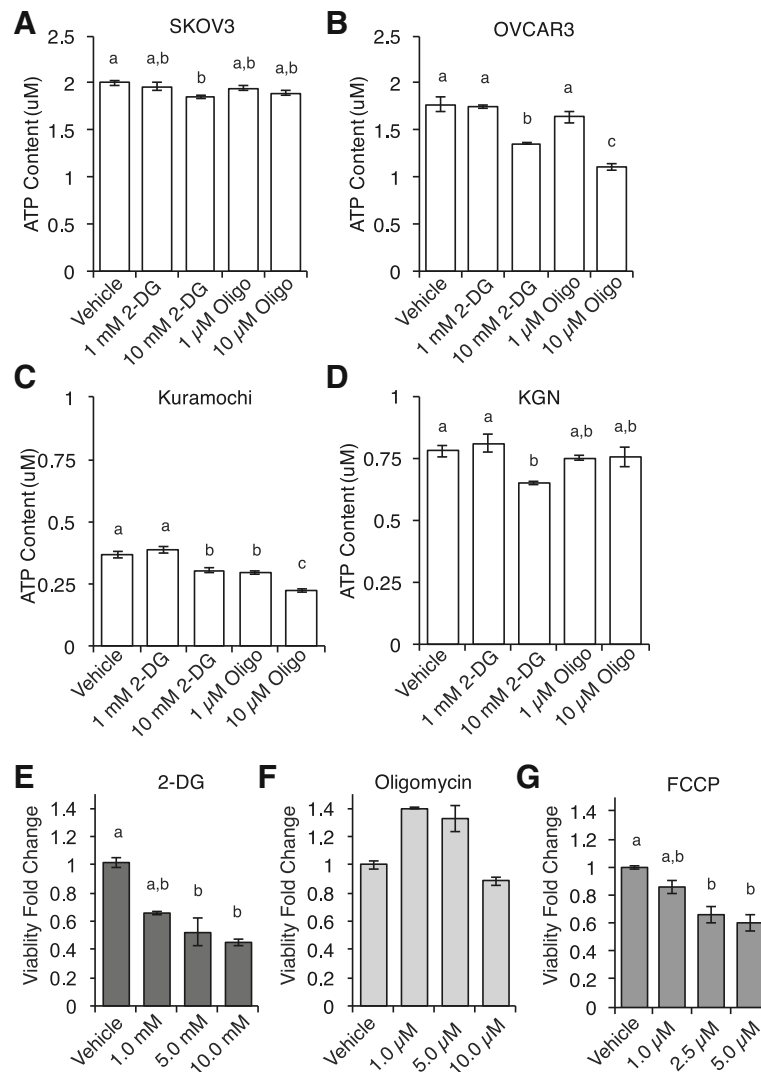 A
SKOV3
2.5
2
1.5
1
0.5
0
ATP Content (uM)
a
a,b
b
a,b
a,b
Vehicle
1 mM 2-DG
10 mM 2-DG
1 µM Oligo
10 µM Oligo
B
OVCAR3
2.5
2
1.5
1
0.5
0
ATP Content (uM)
a
a
b
a
c
Vehicle
1 mM 2-DG
10 mM 2-DG
1 µM Oligo
10 µM Oligo
C
Kuramochi
1
0.75
0.5
0.25
0
ATP Content (uM)
a
a
b
b
c
Vehicle
1 mM 2-DG
10 mM 2-DG
1 µM Oligo
10 µM Oligo
D
KGN
1
0.75
0.5
0.25
0
ATP Content (uM)
a
a
b
a,b
a,b
Vehicle
1 mM 2-DG
10 mM 2-DG
1 µM Oligo
10 µM Oligo
E
2-DG
1.4
1.2
1
0.8
0.6
0.4
0.2
0
Viablity Fold Change
a
a,b
b
b
Vehicle
1.0 mM
5.0 mM
10.0 mM
F
Oligomycin
1.4
1.2
1
0.8
0.6
0.4
0.2
0
Viablity Fold Change
Vehicle
1.0 µM
5.0 µM
10.0 µM
G
FCCP
1.4
1.2
1
0.8
0.6
0.4
0.2
0
Viablity Fold Change
a
a,b
b
b
Vehicle
1.0 µM
2.5 µM
5.0 µM